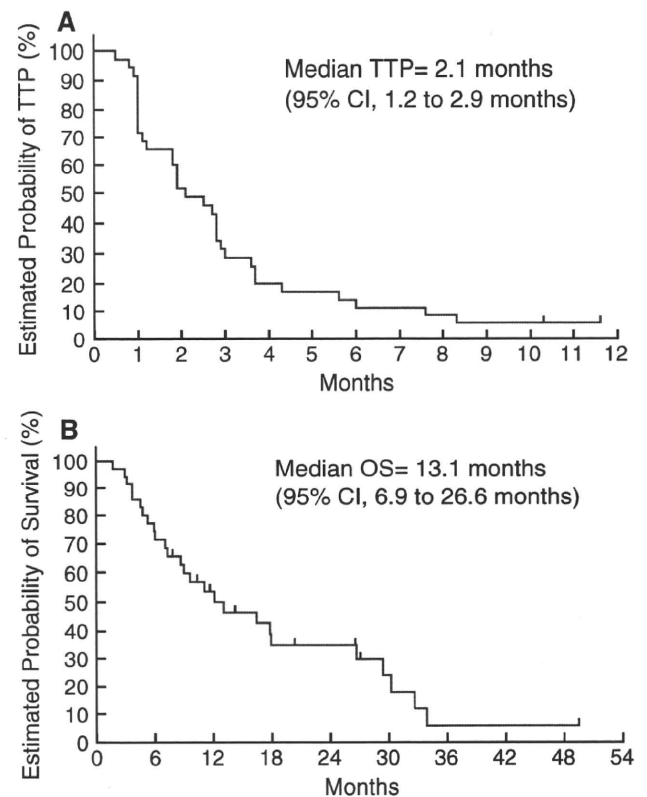 A
Estimated Probability of TTP (%)
100
90
80
70
60
50
40
30
20
10
0
Median TTP= 2.1 months
(95% CI, 1.2 to 2.9 months)
0 1 2 3 4 5 6 7 8 9 10 11 12
Months
B
Estimated Probability of Survival (%)
100
90
80
70
60
50
40
30
20
10
0
Median OS= 13.1 months
(95% CI, 6.9 to 26.6 months)
0 6 12 18 24 30 36 42 48 54
Months